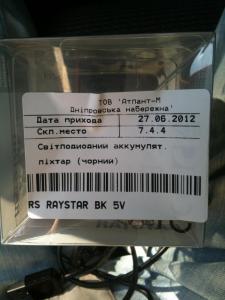 ТОВ 'Атлант-М
Дніпровська набережна'
Дата прихода 27.06.2012
Скл.место 7.4.4
Світлодиодний аккумулят.
ліхтар (чорний)
RS RAYSTAR BK 5V